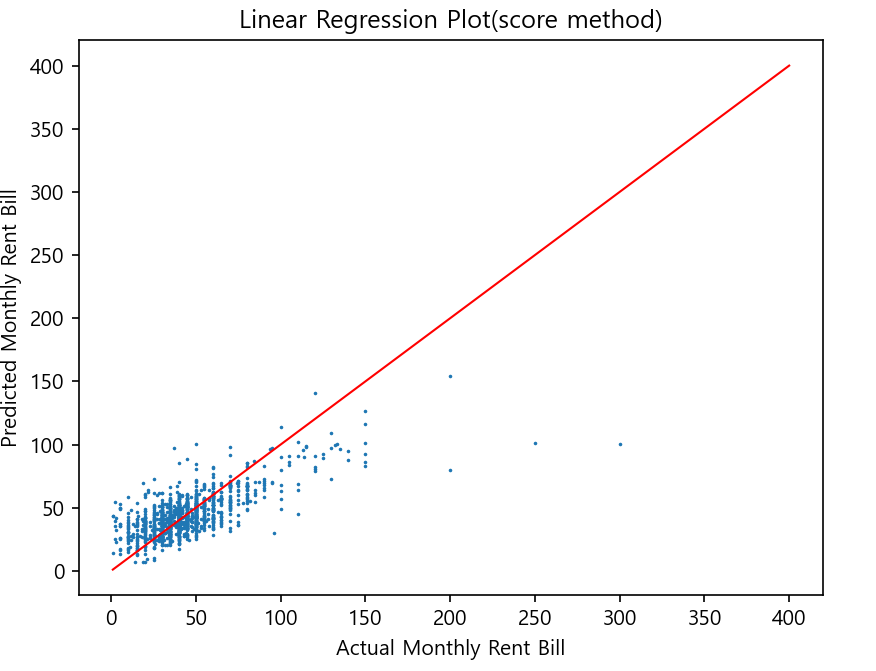 Linear Regression Plot(score method)
400
350
300
250
200
150
100
50
0
Predicted Monthly Rent Bill
0 50 100 150 200 250 300 350 400
Actual Monthly Rent Bill